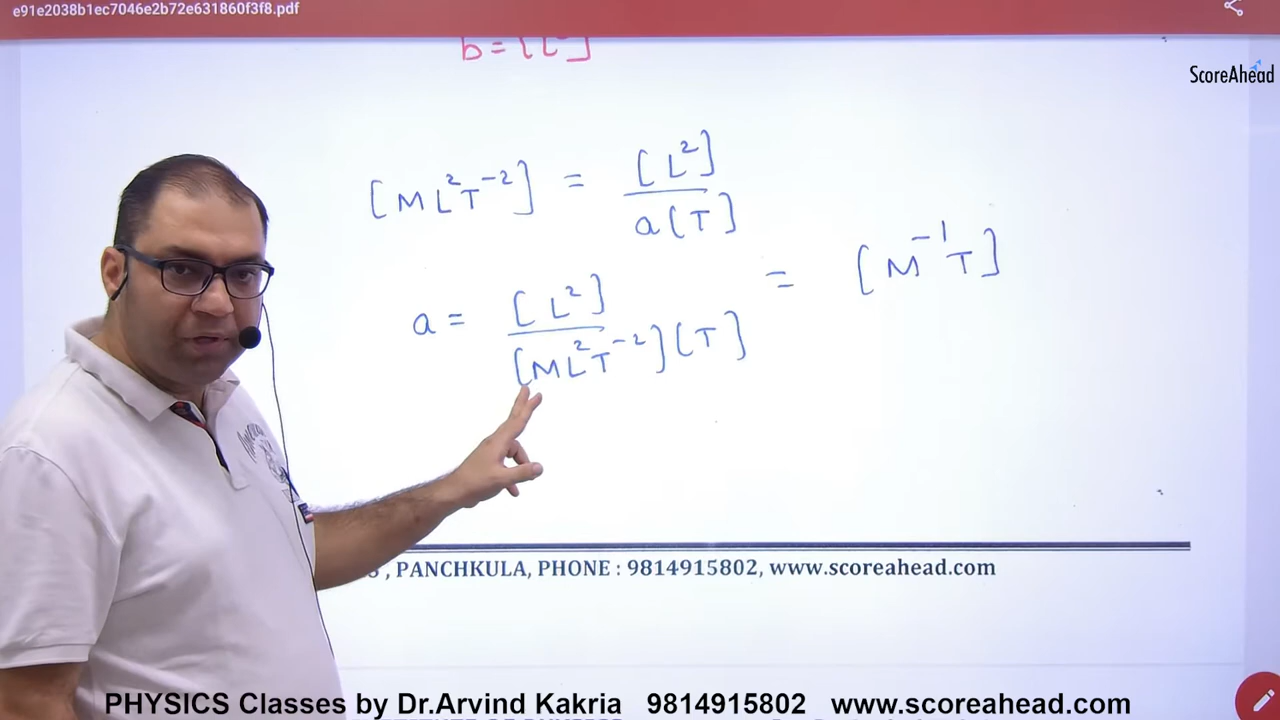 e91e2038b1ec7046e2b72e631860f3f8.pdf
ScoreAhead
[ML²T⁻²] = [L²] / a[T]
a = [L²] / [ML²T⁻²][T] = [M⁻¹T]
, PANCHKULA, PHONE : 9814915802, www.scoreahead.com
PHYSICS Classes by Dr.Arvind Kakria 9814915802 www.scoreahead.com